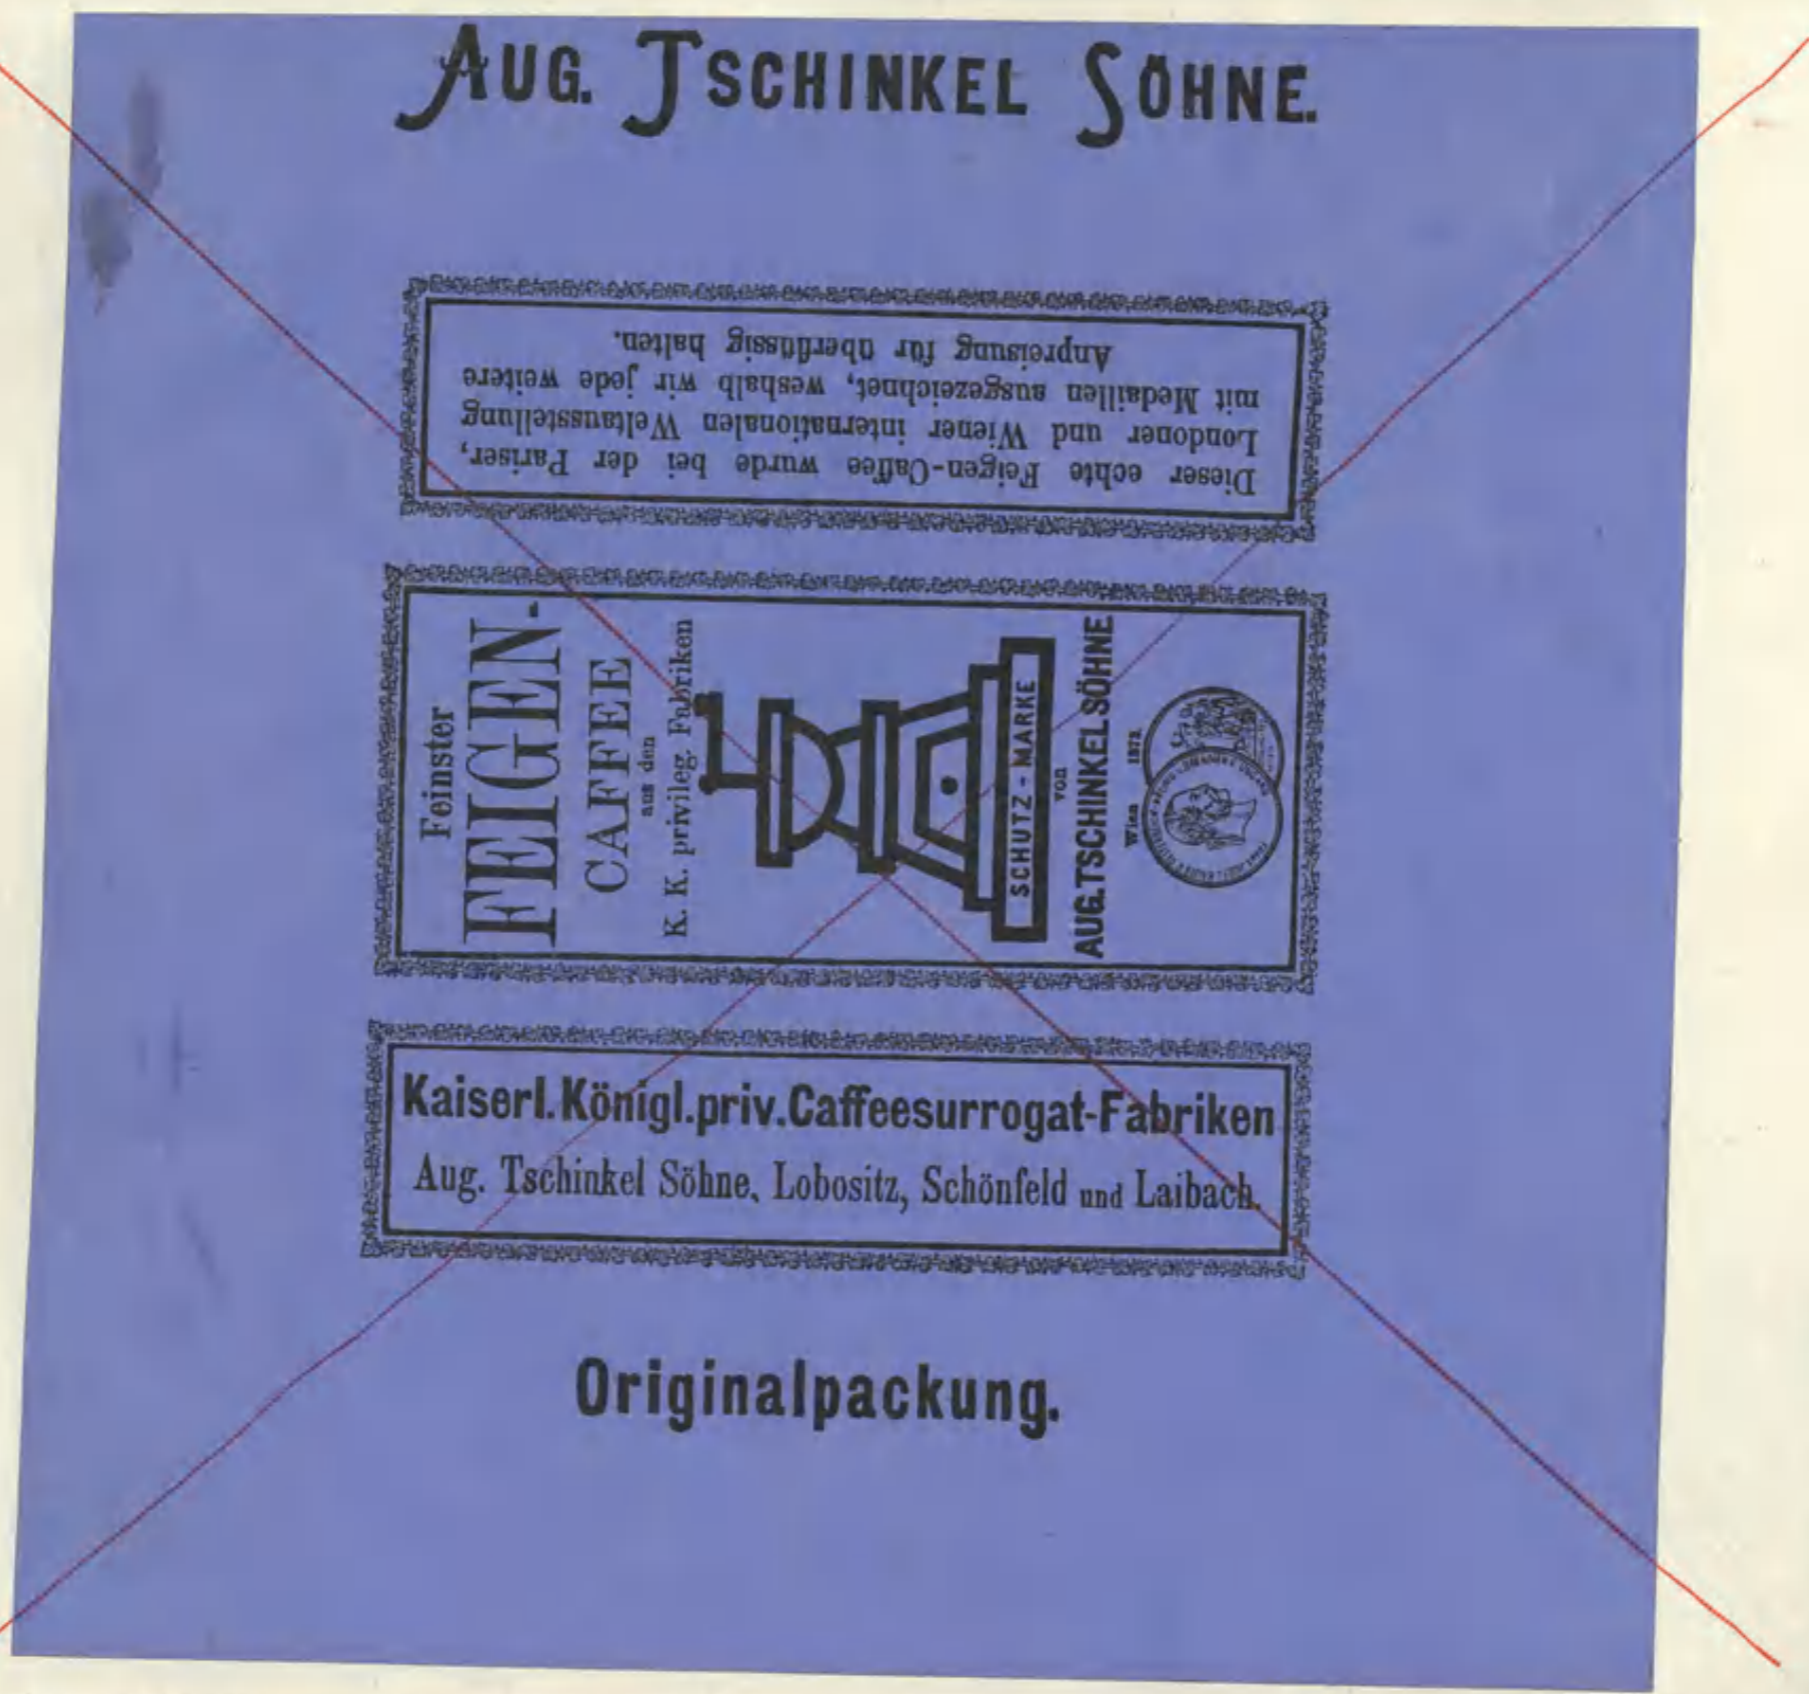 AUG. TSCHINKEL SÖHNE.
Dieser echte Feigen-Caffee wurde bei der Pariser,
Londoner und Wiener internationalen Weltausstellung
mit Medaillen ausgezeichnet, weshalb wir jede weitere
Anpreisung für überflüssig halten.
Feinster
FEIGEN-
CAFFEE
aus den
K. K. privileg. Fabriken
SCHUTZ-MARKE
von
AUG.TSCHINKEL SÖHNE
Wien 1873.
Kaiserl.Königl.priv.Caffeesurrogat-Fabriken
Aug. Tschinkel Söhne, Lobositz, Schönfeld und Laibach.
Originalpackung.